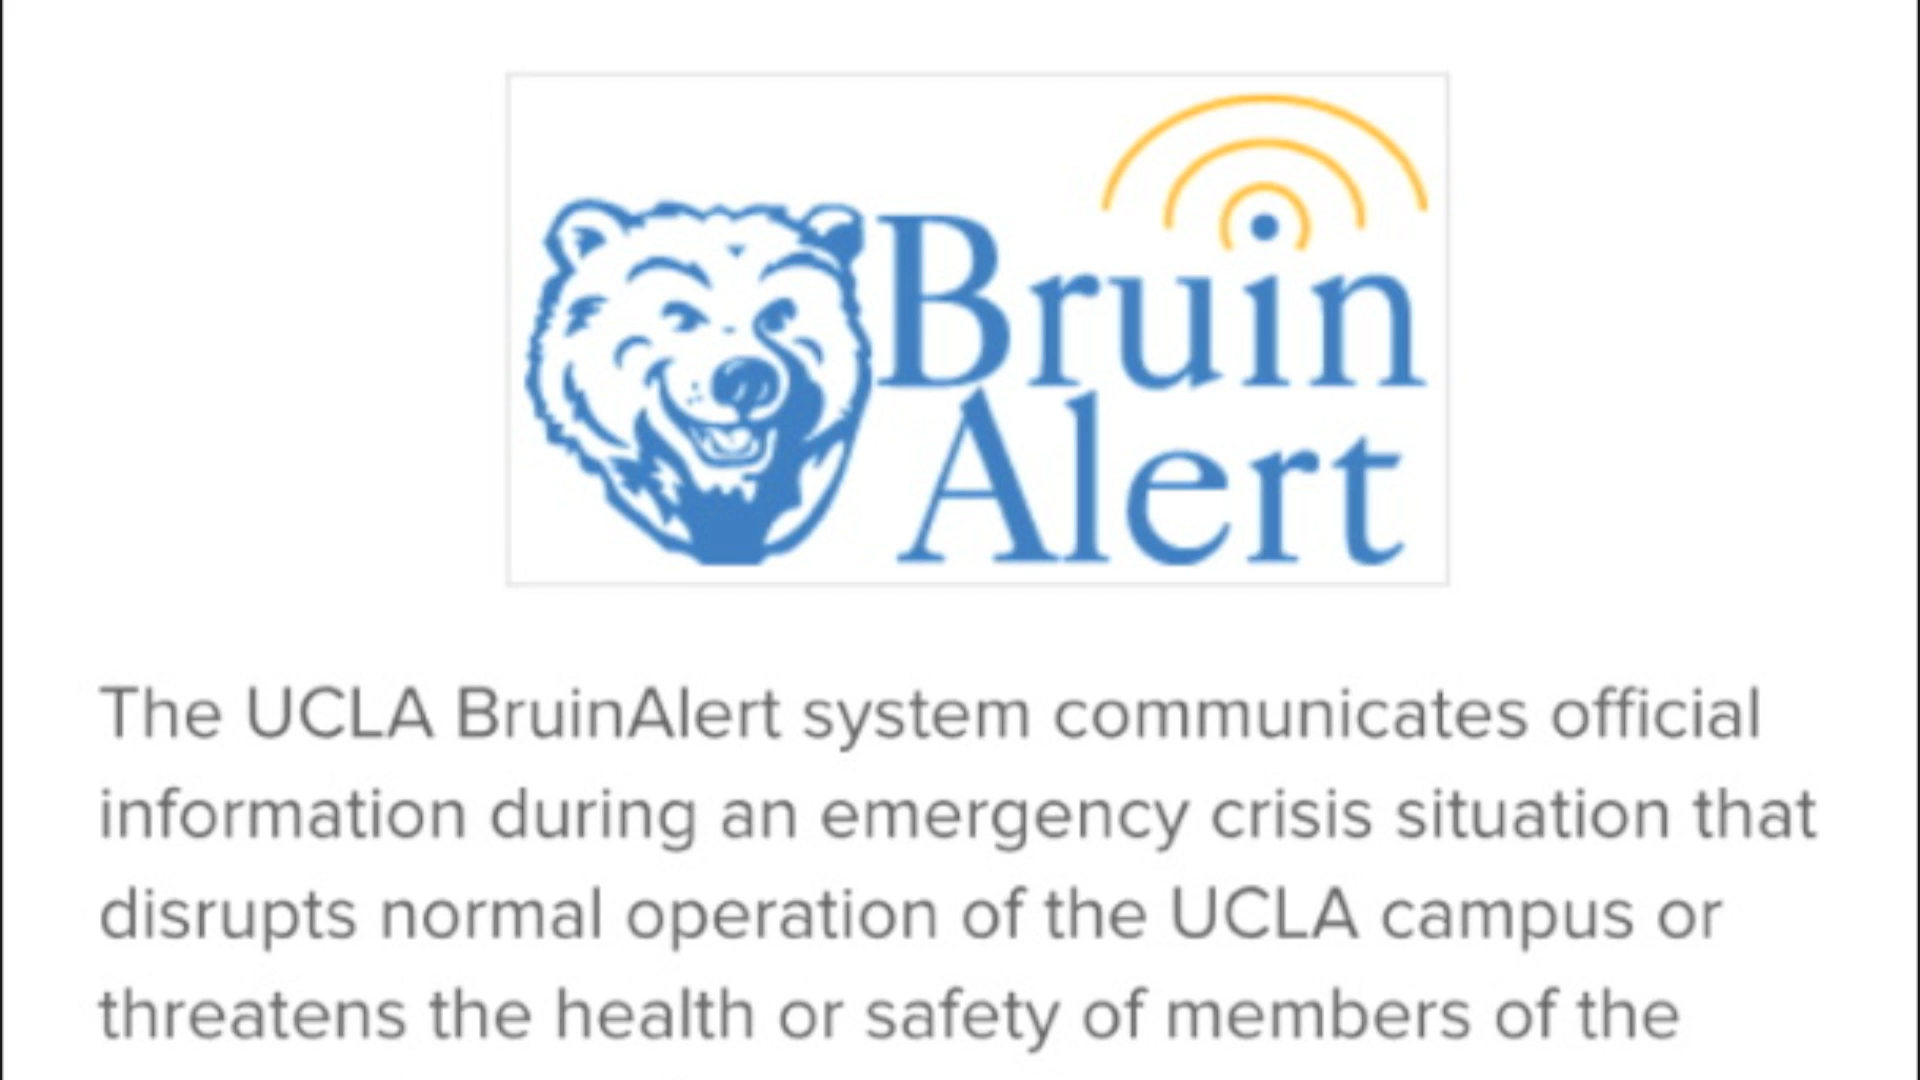 Bruin
Alert
The UCLA BruinAlert system communicates official
information during an emergency crisis situation that
disrupts normal operation of the UCLA campus or
threatens the health or safety of members of the